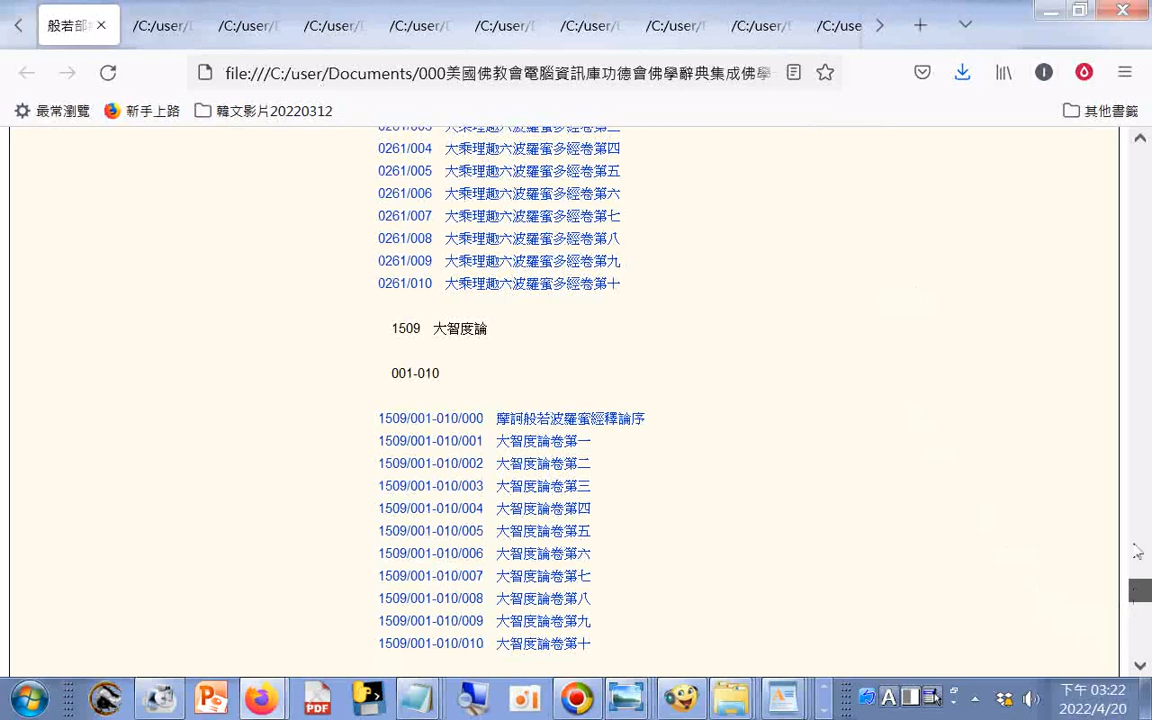 般若部
/C:/user/
/C:/user/
/C:/user/
/C:/user/
/C:/user/
/C:/user/
/C:/user/
/C:/user/
/C:/use
file:///C:/user/Documents/000美國佛教會電腦資訊庫功德會佛學辭典集成佛學
最常瀏覽 新手上路 韓文影片20220312 其他書籤
0261/004 大乘理趣六波羅蜜多經卷第四
0261/005 大乘理趣六波羅蜜多經卷第五
0261/006 大乘理趣六波羅蜜多經卷第六
0261/007 大乘理趣六波羅蜜多經卷第七
0261/008 大乘理趣六波羅蜜多經卷第八
0261/009 大乘理趣六波羅蜜多經卷第九
0261/010 大乘理趣六波羅蜜多經卷第十
1509 大智度論
001-010
1509/001-010/000 摩訶般若波羅蜜經釋論序
1509/001-010/001 大智度論卷第一
1509/001-010/002 大智度論卷第二
1509/001-010/003 大智度論卷第三
1509/001-010/004 大智度論卷第四
1509/001-010/005 大智度論卷第五
1509/001-010/006 大智度論卷第六
1509/001-010/007 大智度論卷第七
1509/001-010/008 大智度論卷第八
1509/001-010/009 大智度論卷第九
1509/001-010/010 大智度論卷第十
PDF
下午 03:22
2022/4/20